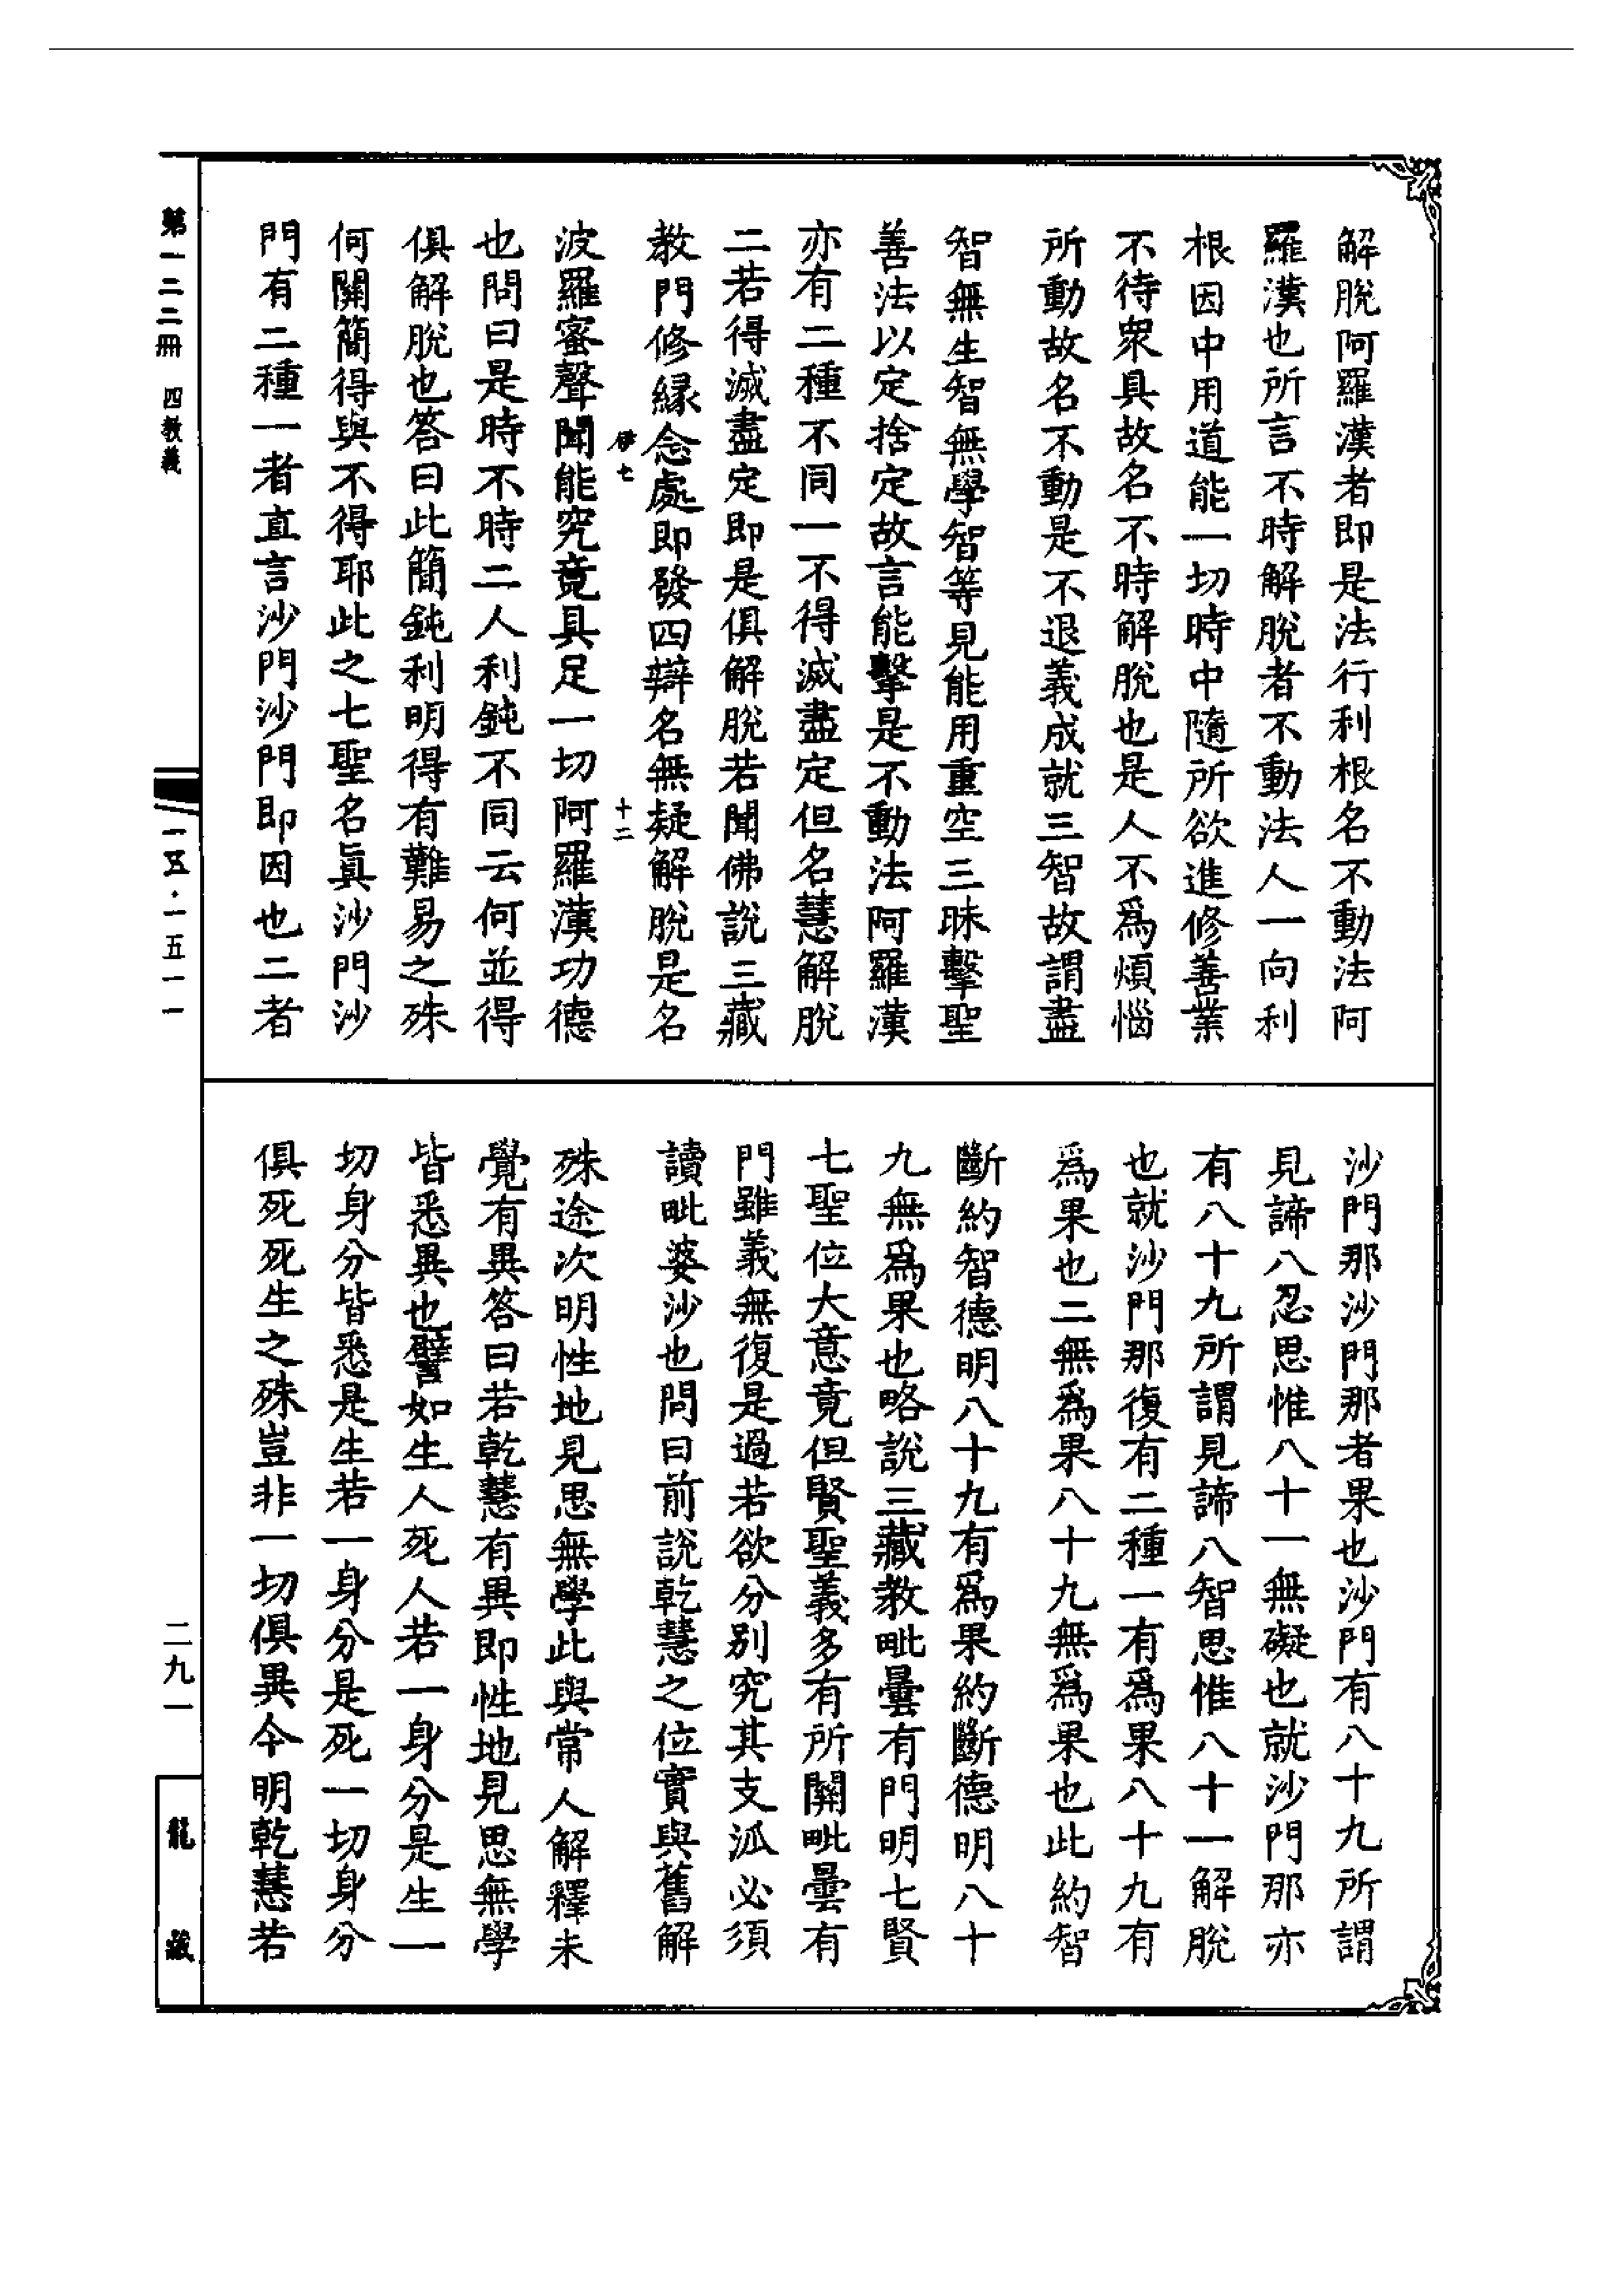 解脫阿羅漢者即是法行利根名不動法阿
羅漢也所言不時解脫者不動法人一向利
根因中用道能一切時中隨所欲進修善業
不待衆具故名不時解脫也是人不爲煩惱
所動故名不動是不退義成就三智故謂盡
智無生智無學智等見能用重空三昧擊聖
善法以定捨定故言能擊是不動法阿羅漢
亦有二種不同一不得滅盡定但名慧解脫
二若得滅盡定即是俱解脫若聞佛說三藏
教門修緣念處即發四辯名無疑解脫是名
伊七
十二
波羅蜜聲聞能究竟具足一切阿羅漢功德
也問曰是時不時二人利鈍不同云何並得
俱解脫也答曰此簡鈍利明得有難易之殊
何關簡得與不得耶此之七聖名眞沙門沙
門有二種一者直言沙門沙門即因也二者
沙門那沙門那者果也沙門有八十九所謂
見諦八忍思惟八十一無礙也就沙門那亦
有八十九所謂見諦八智思惟八十一解脫
也就沙門那復有二種一有爲果八十九有
爲果也二無爲果八十九無爲果也此約智
斷約智德明八十九有爲果約斷德明八十
九無爲果也略說三藏教毗曇有門明七賢
七聖位大意竟但賢聖義多有所關毗曇有
門雖義無復是過若欲分別究其支派必須
讀毗婆沙也問曰前說乾慧之位實與舊解
殊途次明性地見思無學此與常人解釋未
覺有異答曰若乾慧有異即性地見思無學
皆悉異也譬如生人死人若一身分是生一
切身分皆悉是生若一身分是死一切身分
俱死死生之殊豈非一切俱異今明乾慧若
第一二二冊 四教義
一五·一五一一
二九一
龍藏